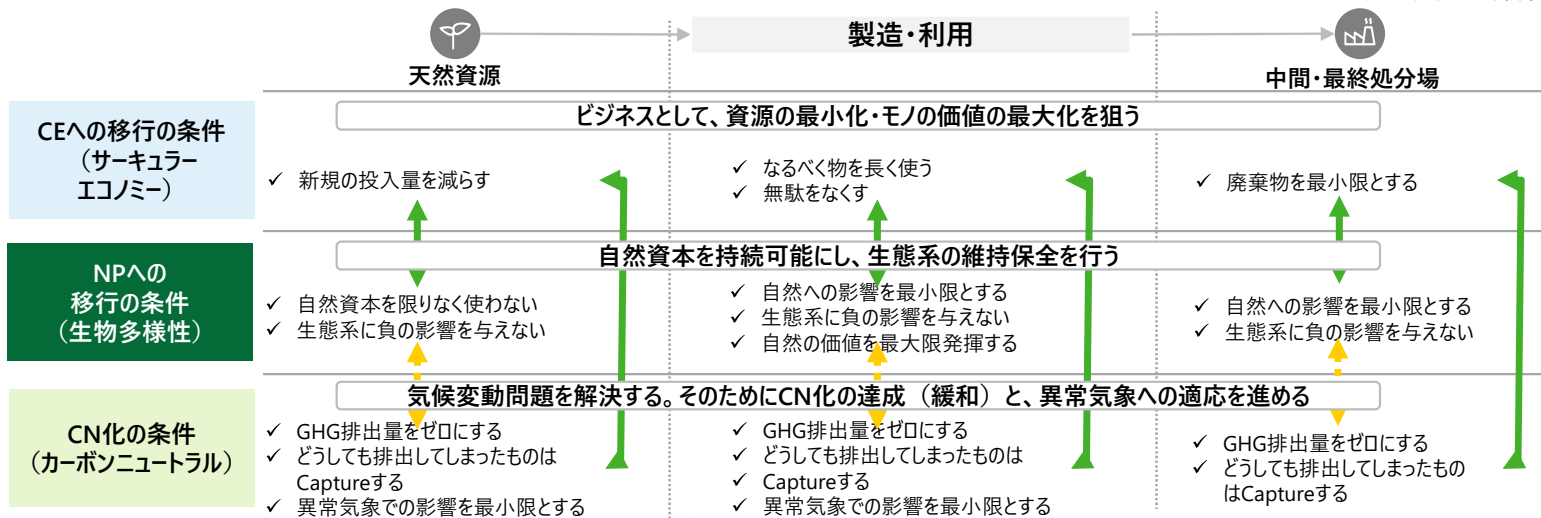 天然資源
製造・利用
中間・最終処分場
CEへの移行の条件
(サーキュラー
エコノミー)
ビジネスとして、資源の最小化・モノの価値の最大化を狙う
✓ 新規の投入量を減らす
✓ なるべく物を長く使う
✓ 無駄をなくす
✓ 廃棄物を最小限とする
NPへの
移行の条件
(生物多様性)
自然資本を持続可能にし、生態系の維持保全を行う
✓ 自然資本を限りなく使わない
✓ 生態系に負の影響を与えない
✓ 自然への影響を最小限とする
✓ 生態系に負の影響を与えない
✓ 自然の価値を最大限発揮する
✓ 自然への影響を最小限とする
✓ 生態系に負の影響を与えない
CN化の条件
(カーボンニュートラル)
気候変動問題を解決する。そのためにCN化の達成(緩和)と、異常気象への適応を進める
✓ GHG排出量をゼロにする
✓ どうしても排出してしまったものは
Captureする
✓ 異常気象での影響を最小限とする
✓ GHG排出量をゼロにする
✓ どうしても排出してしまったものは
✓ Captureする
✓ 異常気象での影響を最小限とする
✓ GHG排出量をゼロにする
✓ どうしても排出してしまったもの
はCaptureする